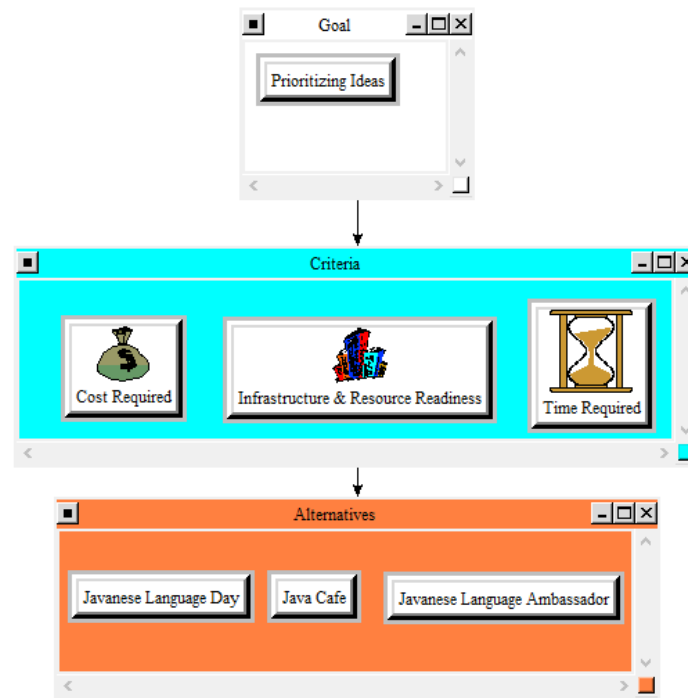 Goal
Prioritizing Ideas
Criteria
Cost Required
Infrastructure & Resource Readiness
Time Required
Alternatives
Javanese Language Day
Java Cafe
Javanese Language Ambassador